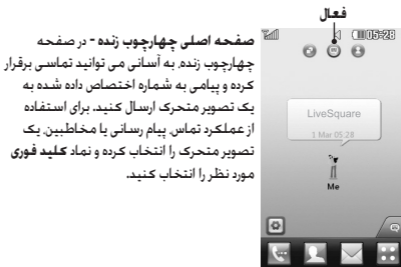 فعال
صفحه اصلی چهارچوب زنده - در صفحه
چهارچوب زنده، به آسانی می توانید تماسی برقرار
کرده و پیامی به شماره اختصاص داده شده به
یک تصویر متحرک ارسال کنید. برای استفاده
از عملکرد تماس، پیام رسانی یا مخاطبین، یک
تصویر متحرک را انتخاب کرده و نماد کلید فوری
مورد نظر را انتخاب کنید.
05:28
LiveSquare
1 Mar 05:28
Me